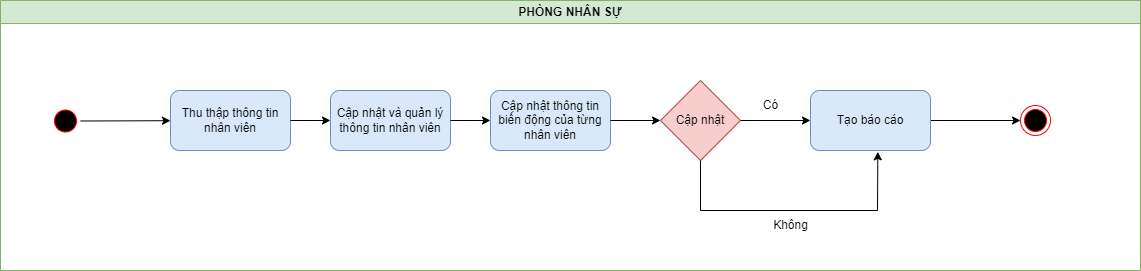 PHÒNG NHÂN SỰ
Thu thập thông tin
nhân viên
Cập nhật và quản lý
thông tin nhân viên
Cập nhật thông tin
biến động của từng
nhân viên
Cập nhật
Có
Tạo báo cáo
Không